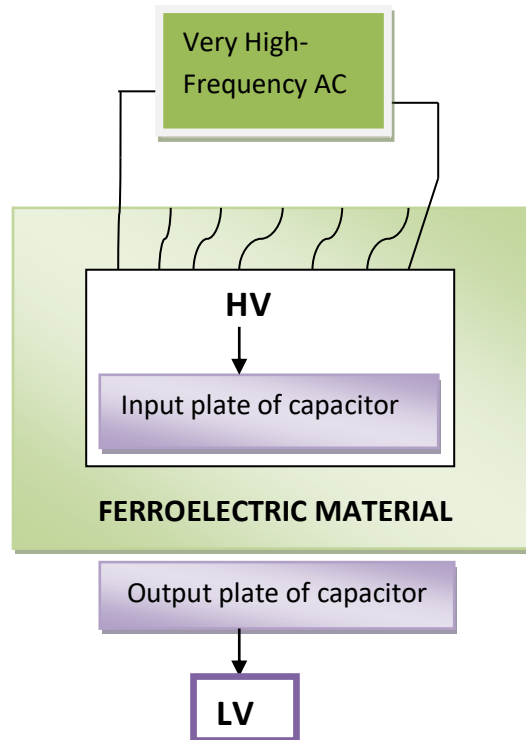 Very High-
Frequency AC
HV
Input plate of capacitor
FERROELECTRIC MATERIAL
Output plate of capacitor
LV